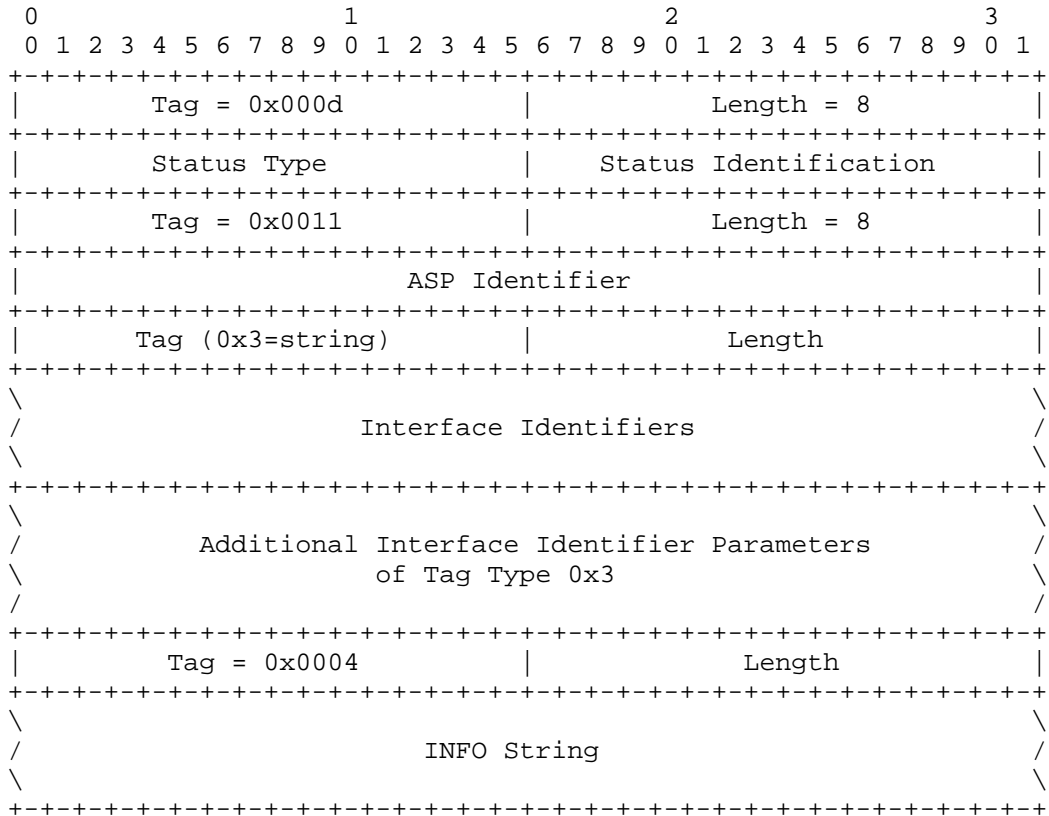 0                   1                   2                   3
0 1 2 3 4 5 6 7 8 9 0 1 2 3 4 5 6 7 8 9 0 1 2 3 4 5 6 7 8 9 0 1
+-+-+-+-+-+-+-+-+-+-+-+-+-+-+-+-+-+-+-+-+-+-+-+-+-+-+-+-+-+-+-+-+
|        Tag = 0x000d           |           Length = 8          |
+-+-+-+-+-+-+-+-+-+-+-+-+-+-+-+-+-+-+-+-+-+-+-+-+-+-+-+-+-+-+-+-+
|        Status Type            |    Status Identification      |
+-+-+-+-+-+-+-+-+-+-+-+-+-+-+-+-+-+-+-+-+-+-+-+-+-+-+-+-+-+-+-+-+
|        Tag = 0x0011           |           Length = 8          |
+-+-+-+-+-+-+-+-+-+-+-+-+-+-+-+-+-+-+-+-+-+-+-+-+-+-+-+-+-+-+-+-+
|                        ASP Identifier                         |
+-+-+-+-+-+-+-+-+-+-+-+-+-+-+-+-+-+-+-+-+-+-+-+-+-+-+-+-+-+-+-+-+
|       Tag (0x3=string)        |            Length             |
+-+-+-+-+-+-+-+-+-+-+-+-+-+-+-+-+-+-+-+-+-+-+-+-+-+-+-+-+-+-+-+-+
\                                                               \
/                     Interface Identifiers                     /
\                                                               \
+-+-+-+-+-+-+-+-+-+-+-+-+-+-+-+-+-+-+-+-+-+-+-+-+-+-+-+-+-+-+-+-+
\                                                               \
/           Additional Interface Identifier Parameters          /
\                      of Tag Type 0x3                          \
/                                                               /
+-+-+-+-+-+-+-+-+-+-+-+-+-+-+-+-+-+-+-+-+-+-+-+-+-+-+-+-+-+-+-+-+
|         Tag = 0x0004          |             Length            |
+-+-+-+-+-+-+-+-+-+-+-+-+-+-+-+-+-+-+-+-+-+-+-+-+-+-+-+-+-+-+-+-+
\                                                               \
/                         INFO String                           /
\                                                               \
+-+-+-+-+-+-+-+-+-+-+-+-+-+-+-+-+-+-+-+-+-+-+-+-+-+-+-+-+-+-+-+-+